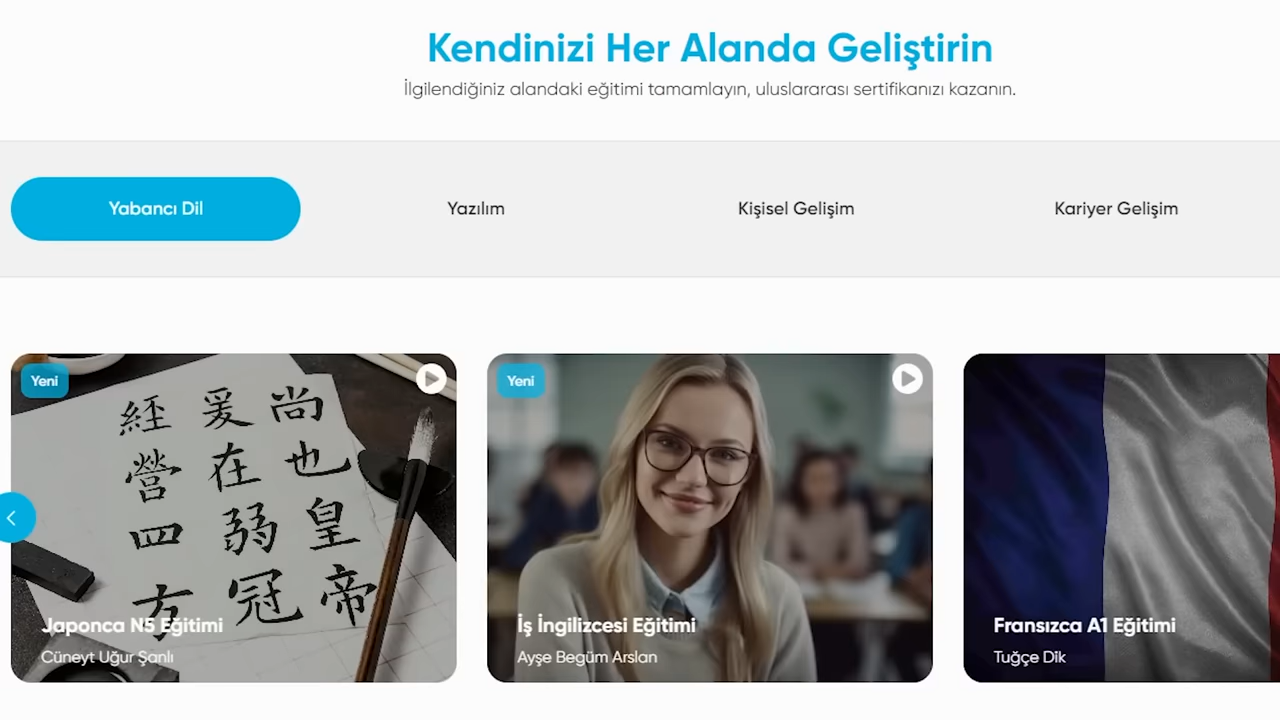 Kendinizi Her Alanda Geliştirin
İlgilendiğiniz alandaki eğitimi tamamlayın, uluslararası sertifikanızı kazanın.
Yabancı Dil
Yazılım
Kişisel Gelişim
Kariyer Gelişim
Yeni
尚也皇帝
爰在弱冠
経營四方
Japonca N5 Eğitimi
Cüneyt Uğur Şanlı
Yeni
İş İngilizcesi Eğitimi
Ayşe Begüm Arslan
Fransızca A1 Eğitimi
Tuğçe Dik